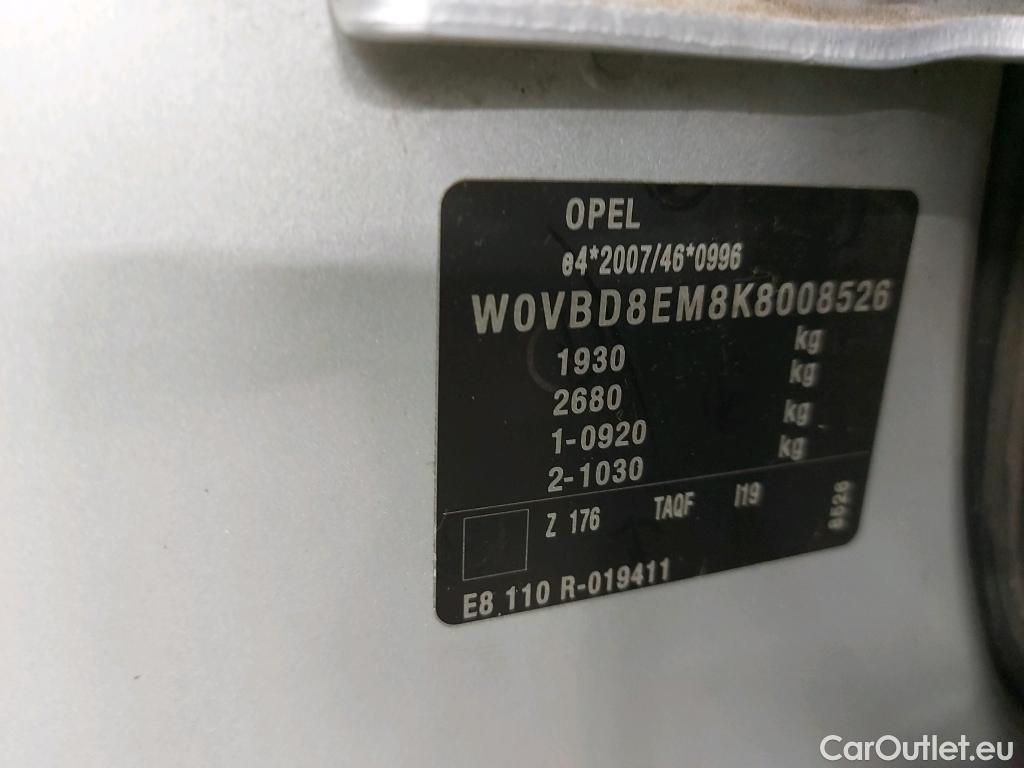 OPEL
e4*2007/46*0996
W0VBD8EM8K8008526
1930 kg
2680 kg
1-0920 kg
2-1030 kg
Z 176 TAQF I19 8526
E8 110 R-019411
CarOutlet.eu